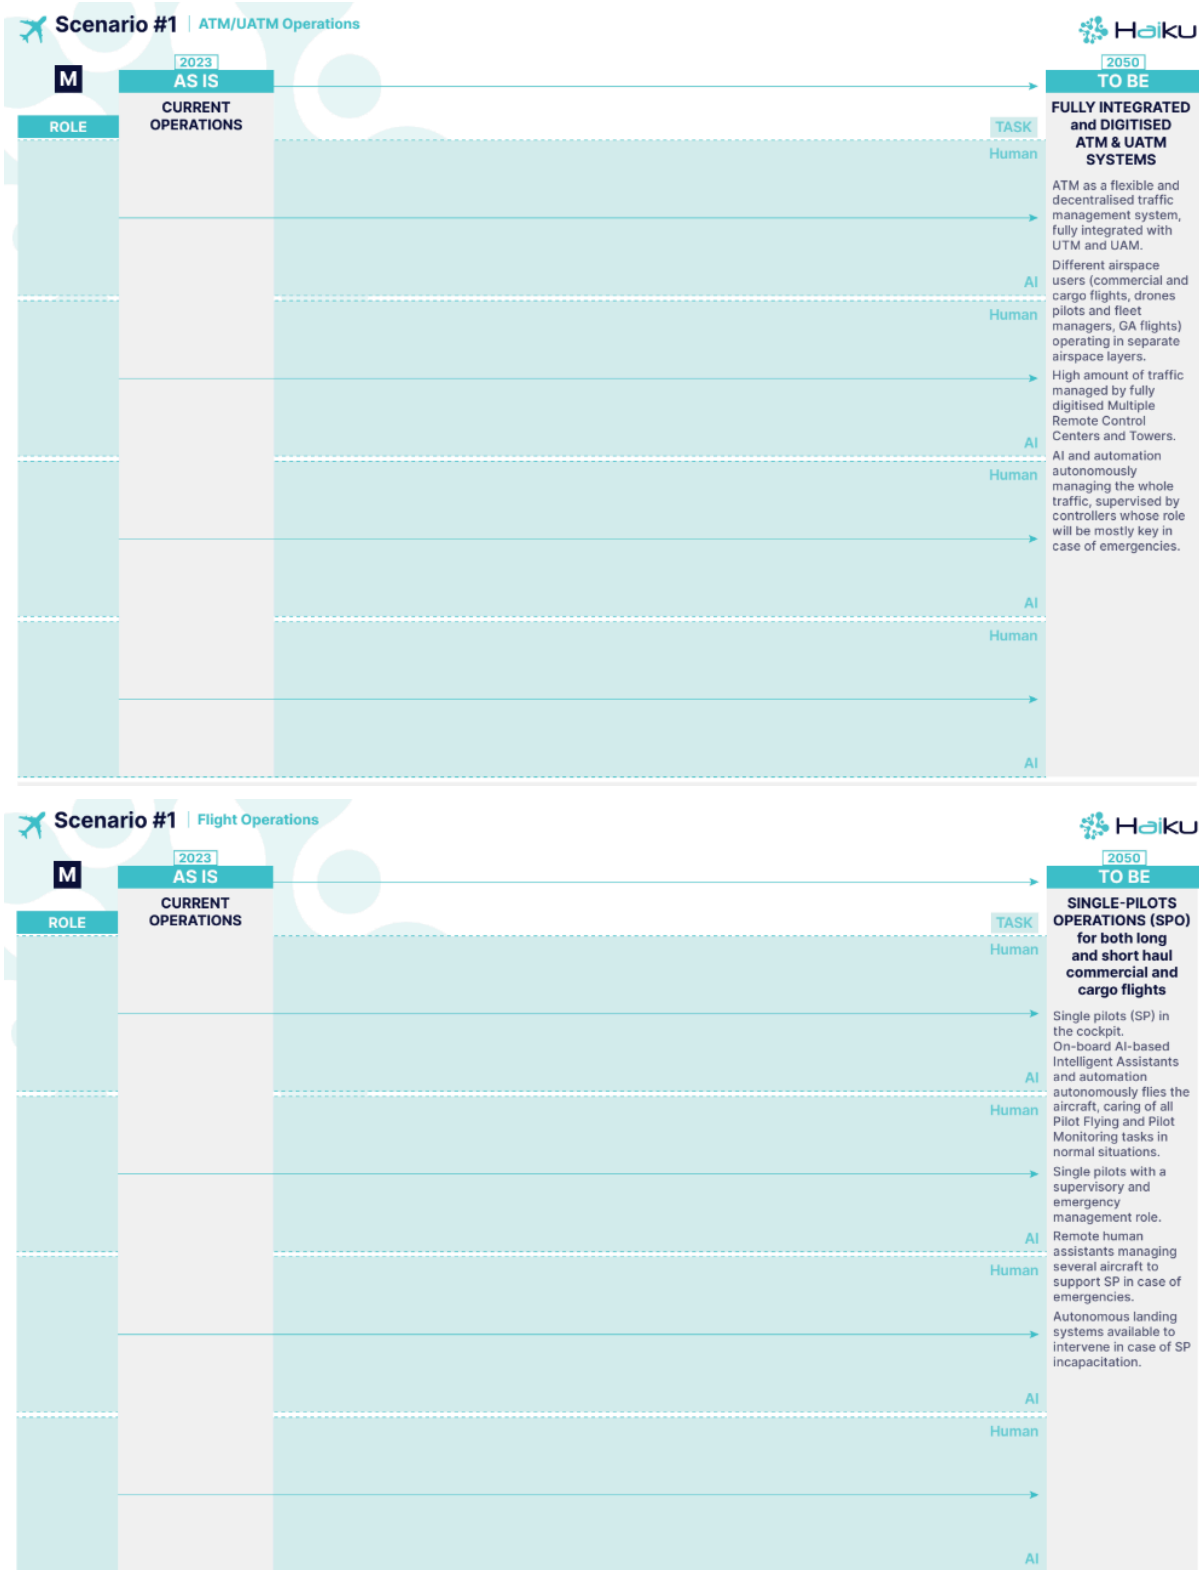 Scenario #1 | ATM/UATM Operations
Haiku
M
2023
AS IS
CURRENT
OPERATIONS
ROLE
TASK
Human
AI
Human
AI
Human
AI
Human
AI
2050
TO BE
FULLY INTEGRATED
and DIGITISED
ATM & UATM
SYSTEMS
ATM as a flexible and
decentralised traffic
management system,
fully integrated with
UTM and UAM.
Different airspace
users (commercial and
cargo flights, drones
pilots and fleet
managers, GA flights)
operating in separate
airspace layers.
High amount of traffic
managed by fully
digitised Multiple
Remote Control
Centers and Towers.
AI and automation
autonomously
managing the whole
traffic, supervised by
controllers whose role
will be mostly key in
case of emergencies.
Scenario #1 | Flight Operations
Haiku
M
2023
AS IS
CURRENT
OPERATIONS
ROLE
TASK
Human
AI
Human
AI
Human
AI
Human
AI
2050
TO BE
SINGLE-PILOTS
OPERATIONS (SPO)
for both long
and short haul
commercial and
cargo flights
Single pilots (SP) in
the cockpit.
On-board AI-based
Intelligent Assistants
and automation
autonomously flies the
aircraft, caring of all
Pilot Flying and Pilot
Monitoring tasks in
normal situations.
Single pilots with a
supervisory and
emergency
management role.
Remote human
assistants managing
several aircraft to
support SP in case of
emergencies.
Autonomous landing
systems available to
intervene in case of SP
incapacitation.